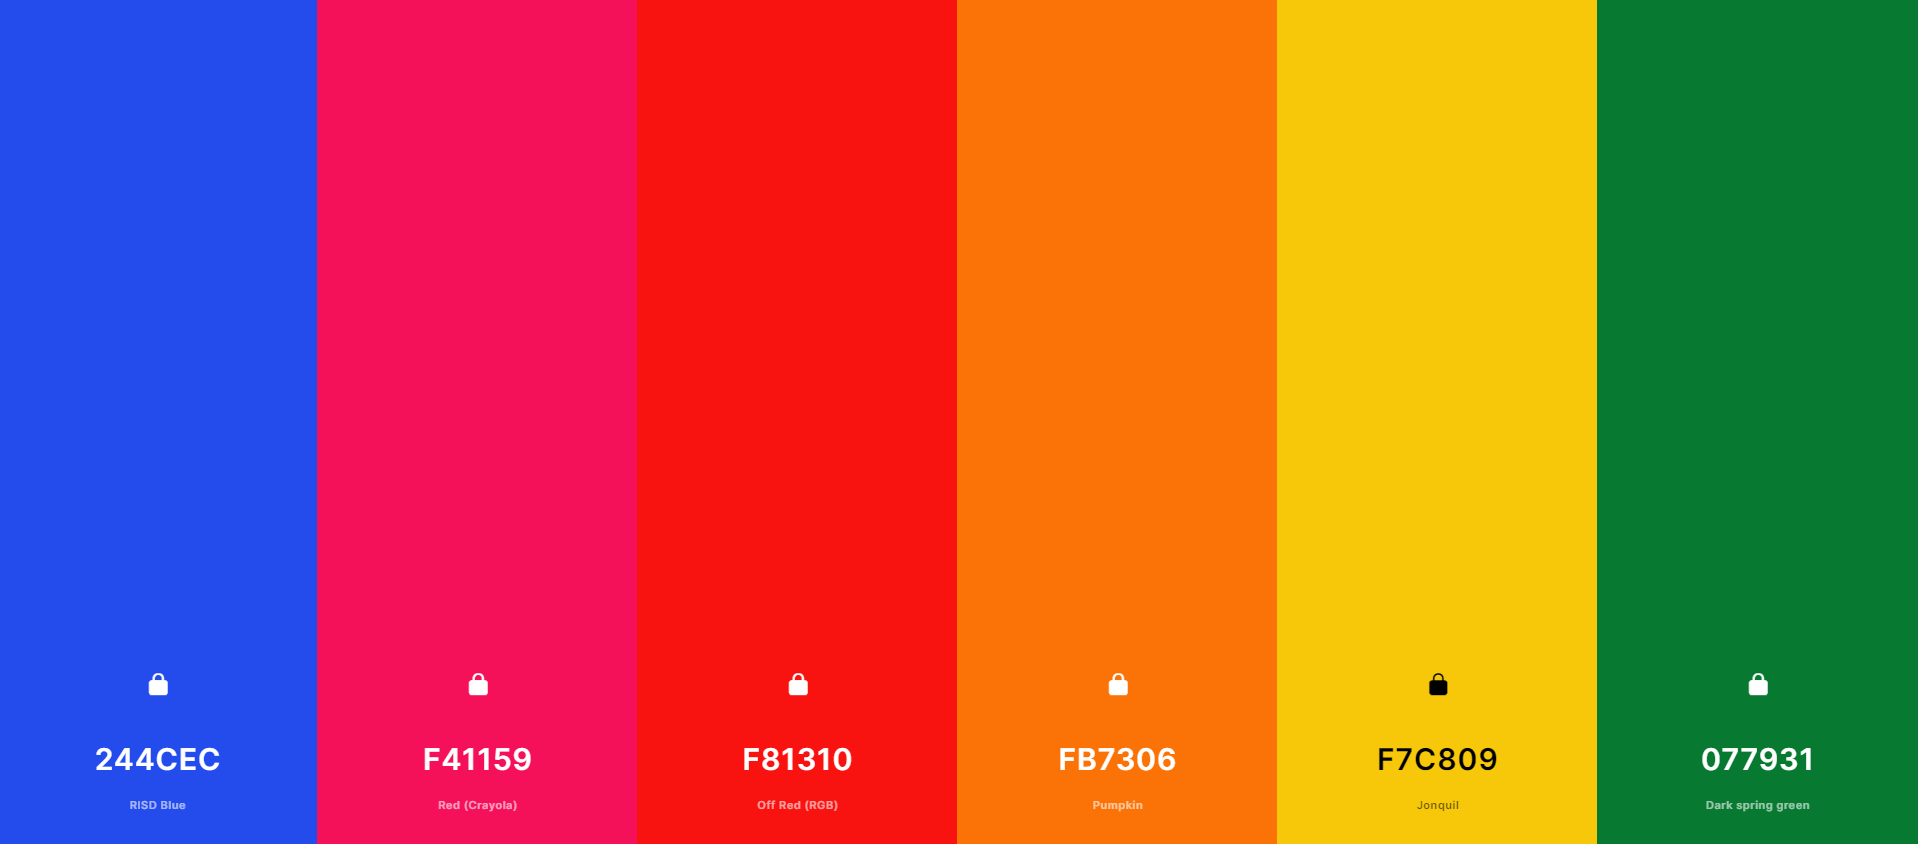 244CEC
RISD Blue
F41159
Red (Crayola)
F81310
Off Red (RGB)
FB7306
Pumpkin
F7C809
Jonquil
077931
Dark spring green